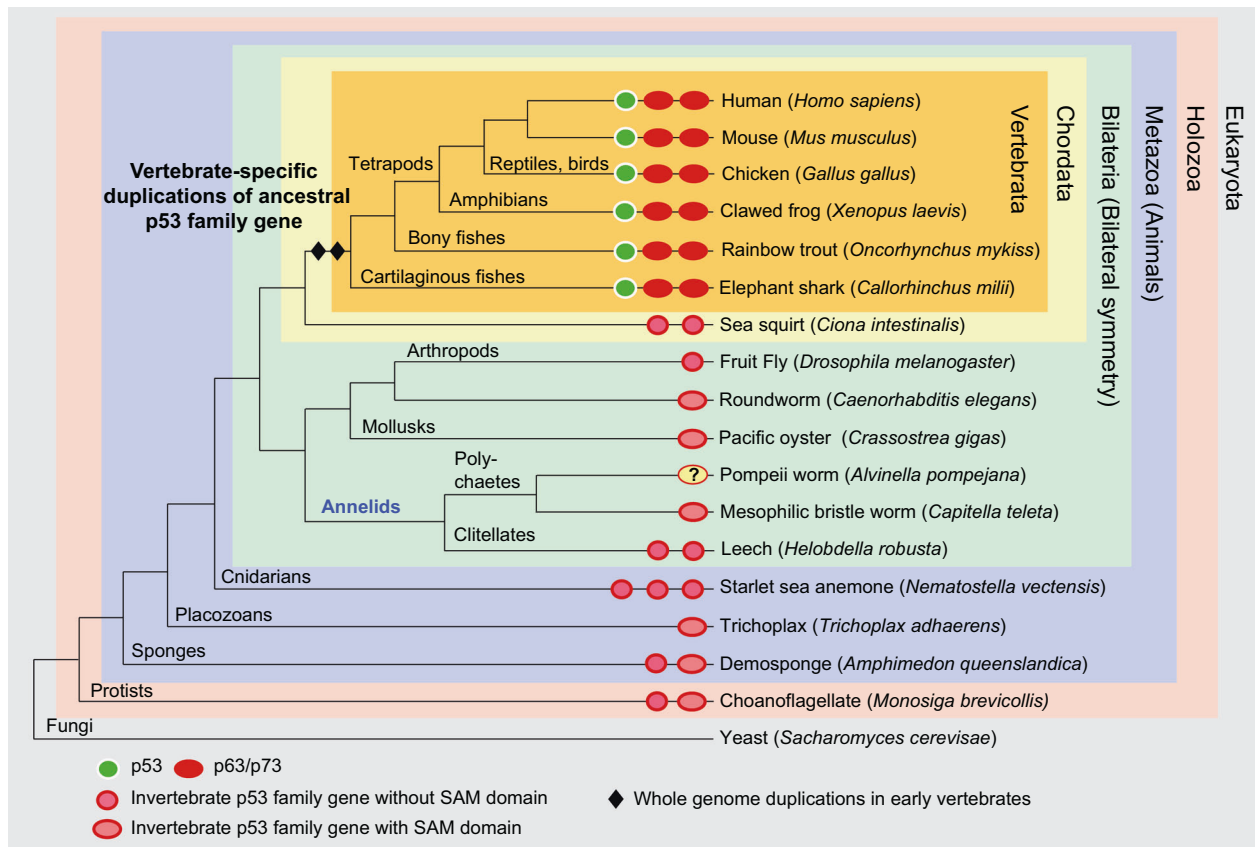 Human (Homo sapiens)
Mouse (Mus musculus)
Tetrapods
Reptiles, birds
Chicken (Gallus gallus)
Vertebrate-specific
duplications of ancestral
p53 family gene
Amphibians
Clawed frog (Xenopus laevis)
Bony fishes
Rainbow trout (Oncorhynchus mykiss)
Cartilaginous fishes
Elephant shark (Callorhinchus milii)
Sea squirt (Ciona intestinalis)
Arthropods
Fruit Fly (Drosophila melanogaster)
Roundworm (Caenorhabditis elegans)
Mollusks
Pacific oyster (Crassostrea gigas)
Poly-
chaetes
?
Pompeii worm (Alvinella pompejana)
Annelids
Mesophilic bristle worm (Capitella teleta)
Clitellates
Leech (Helobdella robusta)
Cnidarians
Starlet sea anemone (Nematostella vectensis)
Placozoans
Trichoplax (Trichoplax adhaerens)
Sponges
Demosponge (Amphimedon queenslandica)
Protists
Choanoflagellate (Monosiga brevicollis)
Fungi
Yeast (Sacharomyces cerevisae)
Vertebrata
Chordata
Bilateria (Bilateral symmetry)
Metazoa (Animals)
Holozoa
Eukaryota
p53
p63/p73
Invertebrate p53 family gene without SAM domain
Whole genome duplications in early vertebrates
Invertebrate p53 family gene with SAM domain